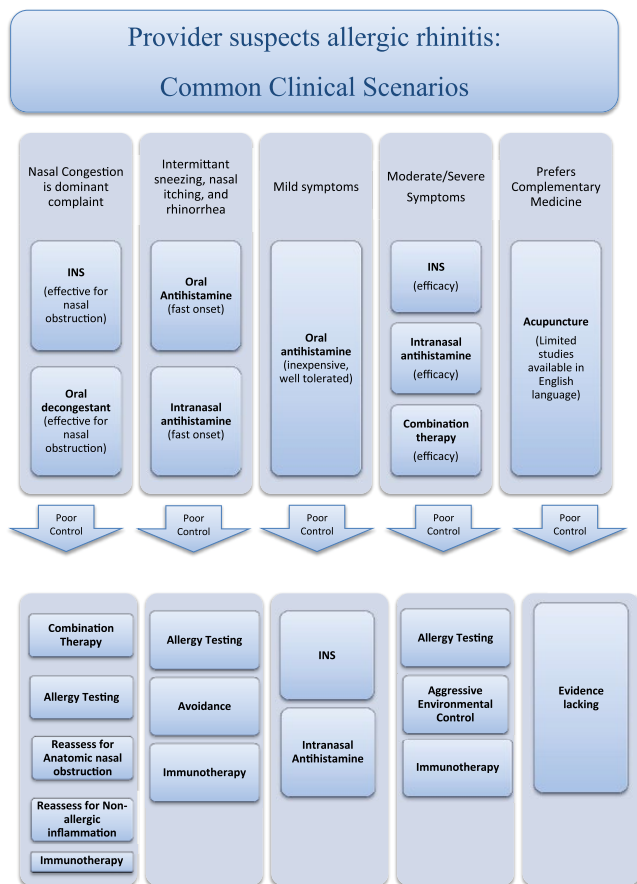 Provider suspects allergic rhinitis:
Common Clinical Scenarios
Nasal Congestion
is dominant
complaint
INS
(effective for
nasal
obstruction)
Oral
decongestant
(effective for
nasal
obstruction)
Intermittant
sneezing, nasal
itching, and
rhinorrhea
Oral
Antihistamine
(fast onset)
Intranasal
antihistamine
(fast onset)
Mild symptoms
Oral
antihistamine
(inexpensive,
well tolerated)
Moderate/Severe
Symptoms
INS
(efficacy)
Intranasal
antihistamine
(efficacy)
Combination
therapy
(efficacy)
Prefers
Complementary
Medicine
Acupuncture
(Limited
studies
available in
English
language)
Poor
Control
Poor
Control
Poor
Control
Poor
Control
Poor
Control
Combination
Therapy
Allergy Testing
Reassess for
Anatomic nasal
obstruction
Reassess for Non-
allergic
inflammation
Immunotherapy
Allergy Testing
Avoidance
Immunotherapy
INS
Intranasal
Antihistamine
Allergy Testing
Aggressive
Environmental
Control
Immunotherapy
Evidence
lacking